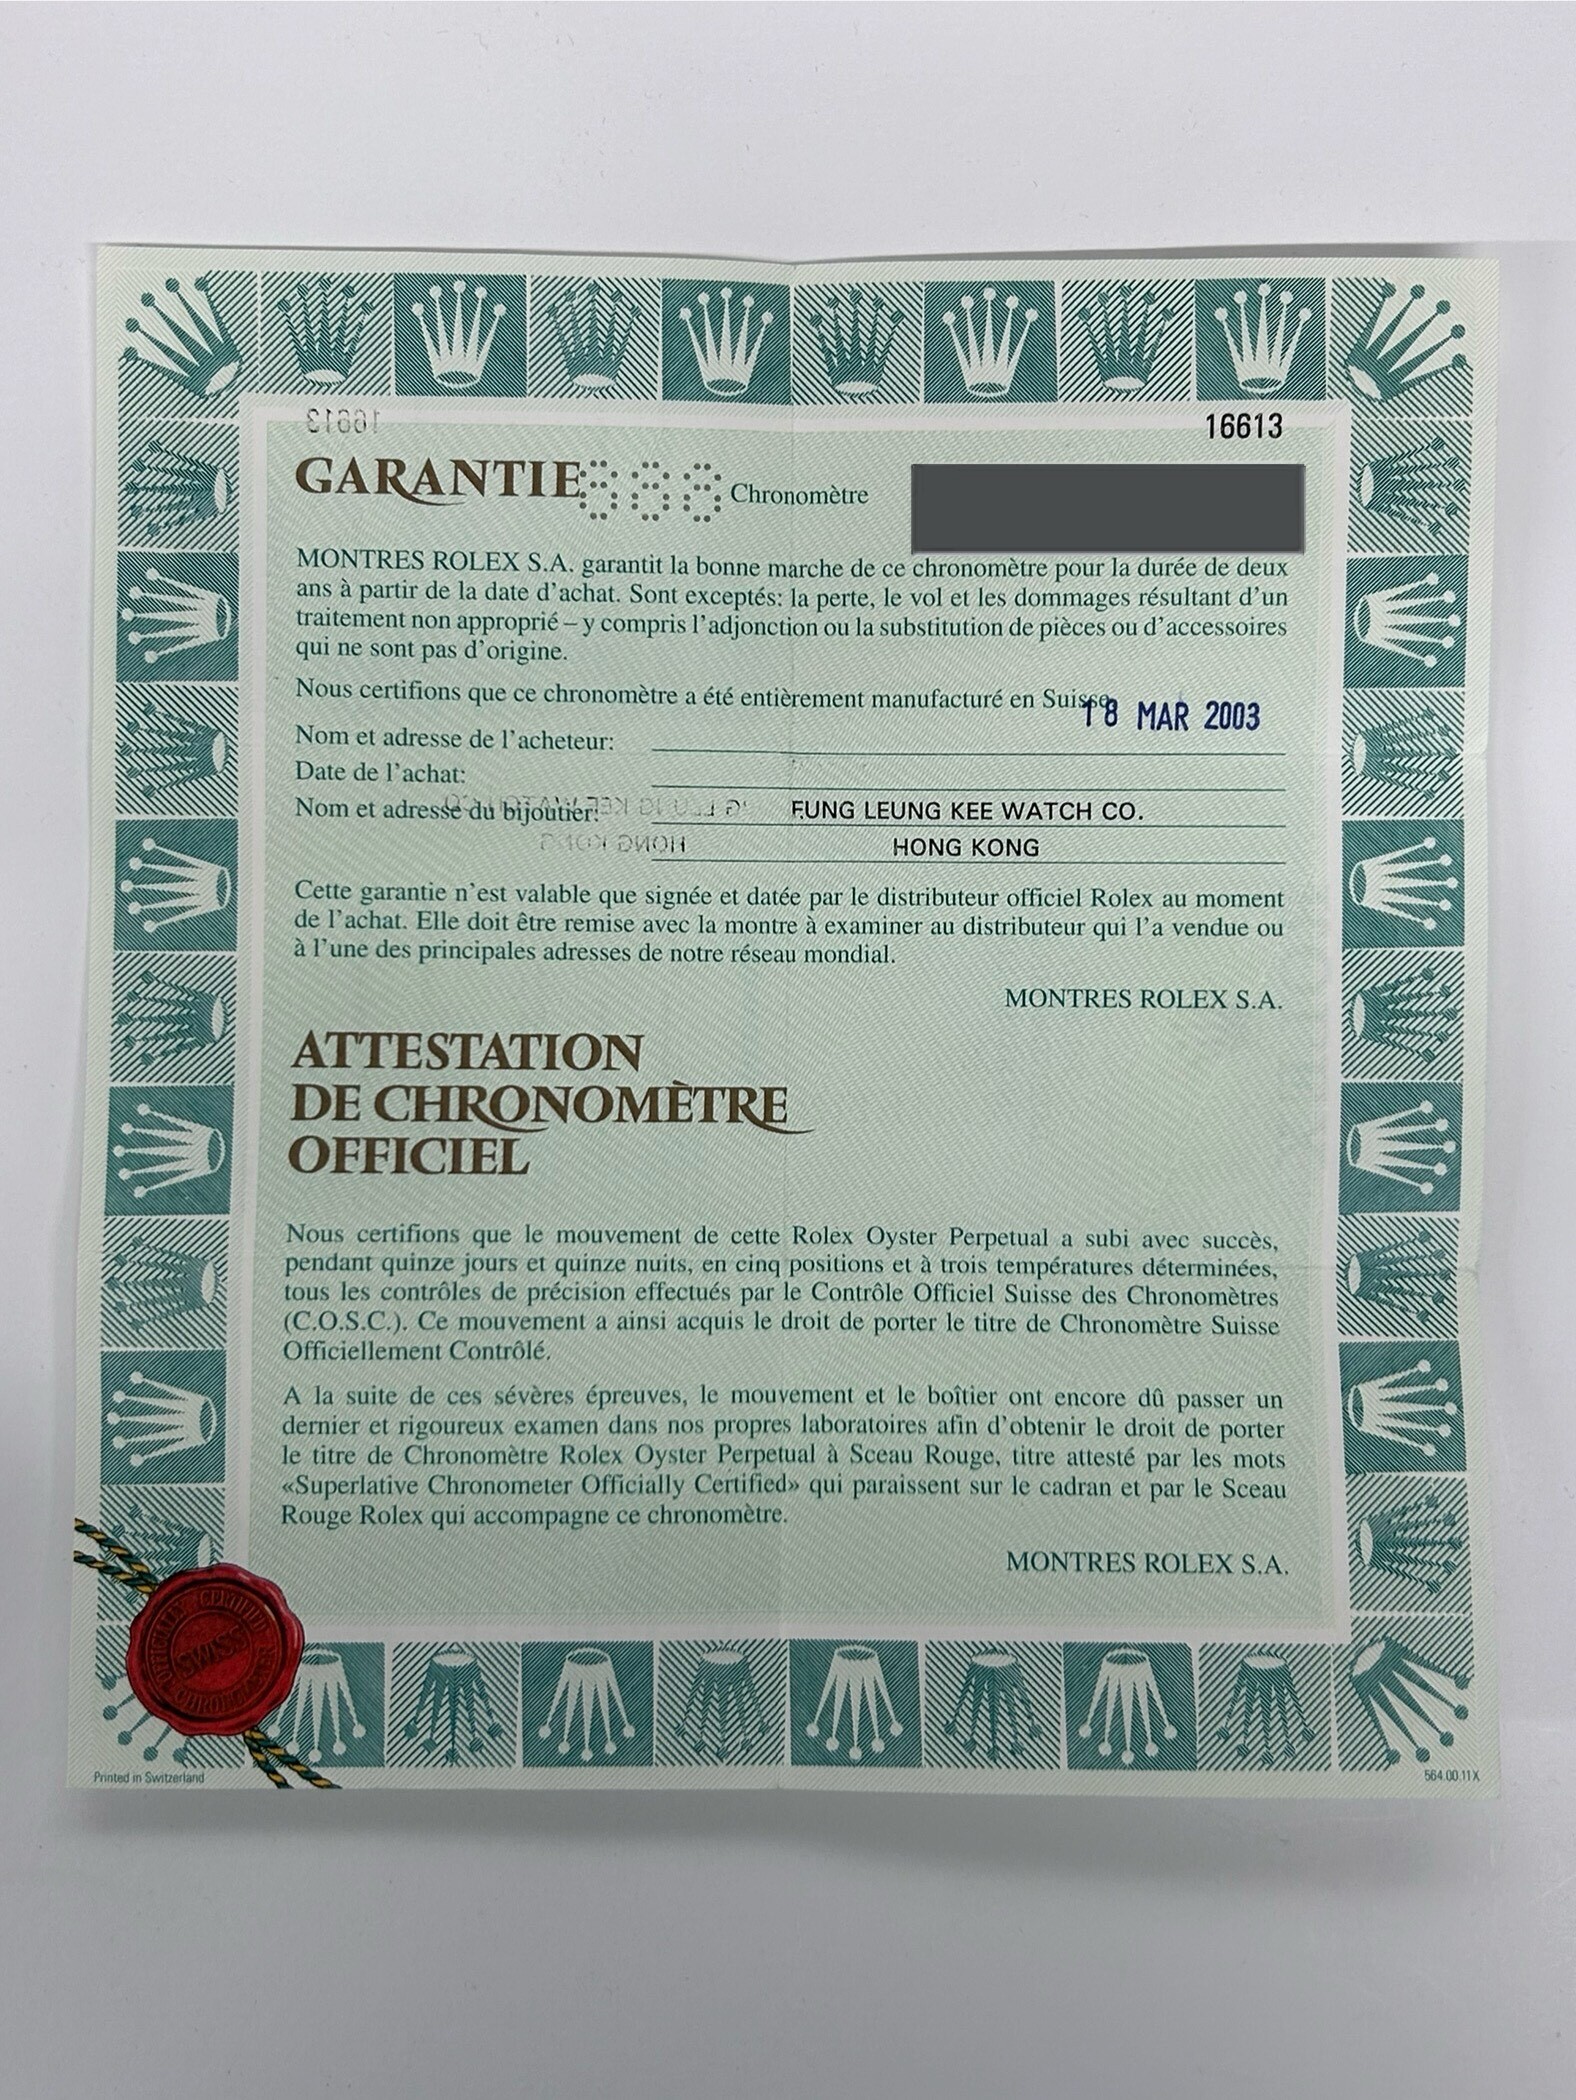 16613
16613
GARANTIE 888 Chronomètre
MONTRES ROLEX S.A. garantit la bonne marche de ce chronomètre pour la durée de deux
ans à partir de la date d'achat. Sont exceptés: la perte, le vol et les dommages résultant d'un
traitement non approprié – y compris l'adjonction ou la substitution de pièces ou d'accessoires
qui ne sont pas d'origine.
Nous certifions que ce chronomètre a été entièrement manufacturé en Suisse.
18 MAR 2003
Nom et adresse de l'acheteur:
Date de l'achat:
Nom et adresse du bijoutier: FUNG LEUNG KEE WATCH CO.
HONG KONG HONG KONG
Cette garantie n'est valable que signée et datée par le distributeur officiel Rolex au moment
de l'achat. Elle doit être remise avec la montre à examiner au distributeur qui l'a vendue ou
à l'une des principales adresses de notre réseau mondial.
MONTRES ROLEX S.A.
ATTESTATION
DE CHRONOMÈTRE
OFFICIEL
Nous certifions que le mouvement de cette Rolex Oyster Perpetual a subi avec succès,
pendant quinze jours et quinze nuits, en cinq positions et à trois températures déterminées,
tous les contrôles de précision effectués par le Contrôle Officiel Suisse des Chronomètres
(C.O.S.C.). Ce mouvement a ainsi acquis le droit de porter le titre de Chronomètre Suisse
Officiellement Contrôlé.
A la suite de ces sévères épreuves, le mouvement et le boîtier ont encore dû passer un
dernier et rigoureux examen dans nos propres laboratoires afin d'obtenir le droit de porter
le titre de Chronomètre Rolex Oyster Perpetual à Sceau Rouge, titre attesté par les mots
«Superlative Chronometer Officially Certified» qui paraissent sur le cadran et par le Sceau
Rouge Rolex qui accompagne ce chronomètre.
MONTRES ROLEX S.A.
OFFICIALLY CERTIFIED
SWISS
CHRONOMETER
Printed in Switzerland
564.00.11X